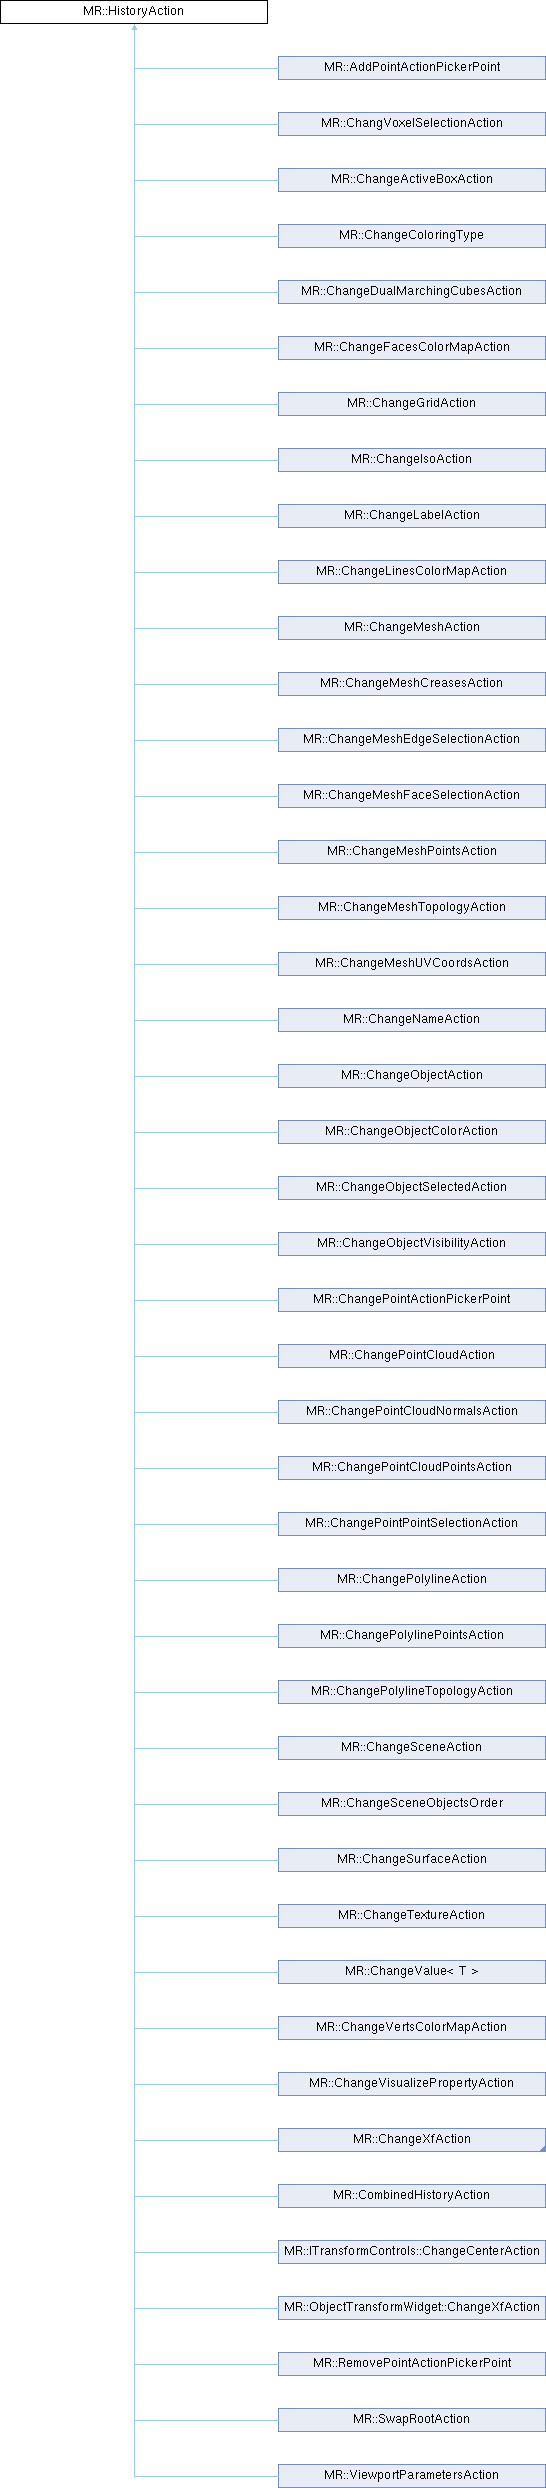 MR::HistoryAction
MR::AddPointActionPickerPoint
MR::ChangVoxelSelectionAction
MR::ChangeActiveBoxAction
MR::ChangeColoringType
MR::ChangeDualMarchingCubesAction
MR::ChangeFacesColorMapAction
MR::ChangeGridAction
MR::ChangeIsoAction
MR::ChangeLabelAction
MR::ChangeLinesColorMapAction
MR::ChangeMeshAction
MR::ChangeMeshCreasesAction
MR::ChangeMeshEdgeSelectionAction
MR::ChangeMeshFaceSelectionAction
MR::ChangeMeshPointsAction
MR::ChangeMeshTopologyAction
MR::ChangeMeshUVCoordsAction
MR::ChangeNameAction
MR::ChangeObjectAction
MR::ChangeObjectColorAction
MR::ChangeObjectSelectedAction
MR::ChangeObjectVisibilityAction
MR::ChangePointActionPickerPoint
MR::ChangePointCloudAction
MR::ChangePointCloudNormalsAction
MR::ChangePointCloudPointsAction
MR::ChangePointPointSelectionAction
MR::ChangePolylineAction
MR::ChangePolylinePointsAction
MR::ChangePolylineTopologyAction
MR::ChangeSceneAction
MR::ChangeSceneObjectsOrder
MR::ChangeSurfaceAction
MR::ChangeTextureAction
MR::ChangeValue< T >
MR::ChangeVertsColorMapAction
MR::ChangeVisualizePropertyAction
MR::ChangeXfAction
MR::CombinedHistoryAction
MR::ITransformControls::ChangeCenterAction
MR::ObjectTransformWidget::ChangeXfAction
MR::RemovePointActionPickerPoint
MR::SwapRootAction
MR::ViewportParametersAction